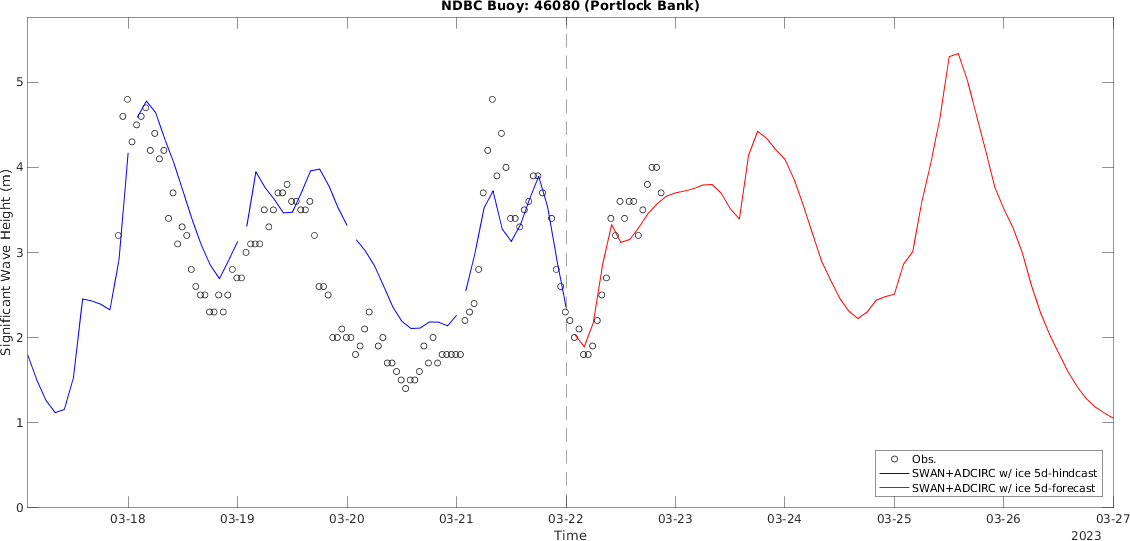 NDBC Buoy: 46080 (Portlock Bank)
Significant Wave Height (m)
5
4
3
2
1
0
Obs.
SWAN+ADCIRC w/ ice 5d-hindcast
SWAN+ADCIRC w/ ice 5d-forecast
03-18 03-19 03-20 03-21 03-22 03-23 03-24 03-25 03-26 03-27
Time
2023